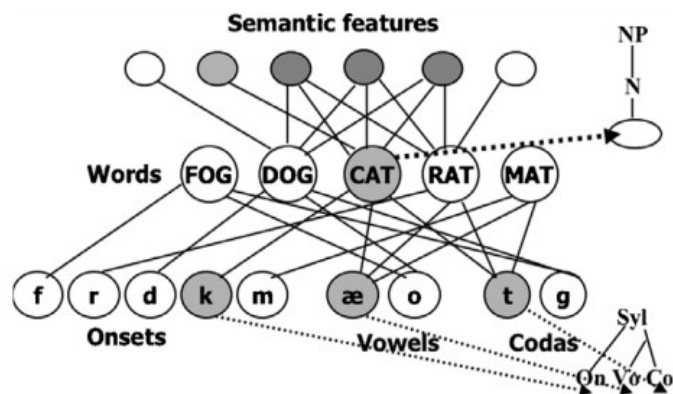 Semantic features
NP
N
Words FOG DOG CAT RAT MAT
f r d k m æ o t g
Onsets Vowels Codas
Syl
On Vo Co